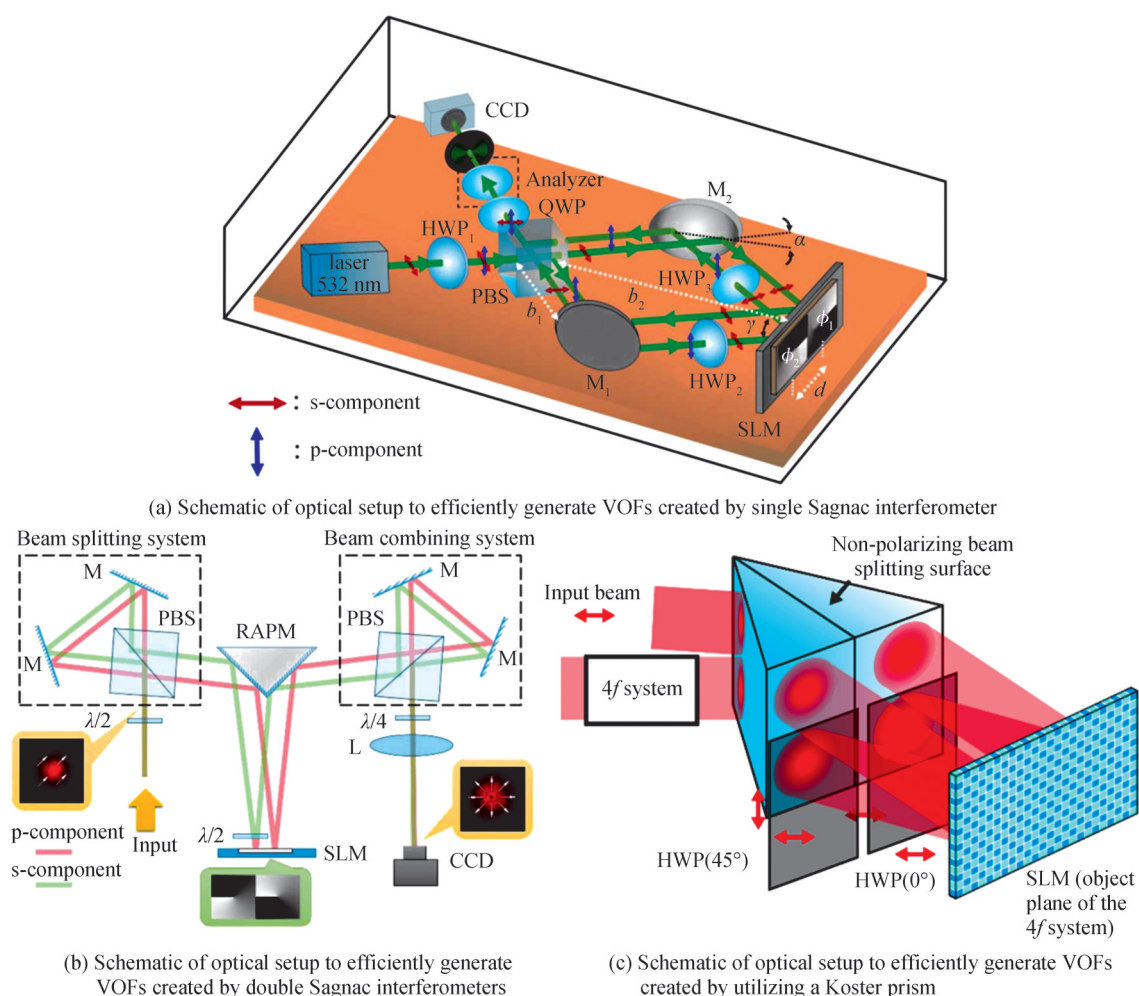 CCD
Analyzer
QWP
M2
α
HWP1
laser
532 nm
PBS
HWP3
b1
b2
γ
ϕ1
ϕ2
d
M1
HWP2
SLM
: s-component
: p-component
(a) Schematic of optical setup to efficiently generate VOFs created by single Sagnac interferometer
Beam splitting system
M
PBS
M
RAPM
Beam combining system
M
PBS
M
λ/2
λ/4
L
p-component
Input
s-component
λ/2
SLM
CCD
(b) Schematic of optical setup to efficiently generate
VOFs created by double Sagnac interferometers
Non-polarizing beam
splitting surface
Input beam
4f system
HWP(45°)
HWP(0°)
SLM (object
plane of the
4f system)
(c) Schematic of optical setup to efficiently generate VOFs
created by utilizing a Koster prism